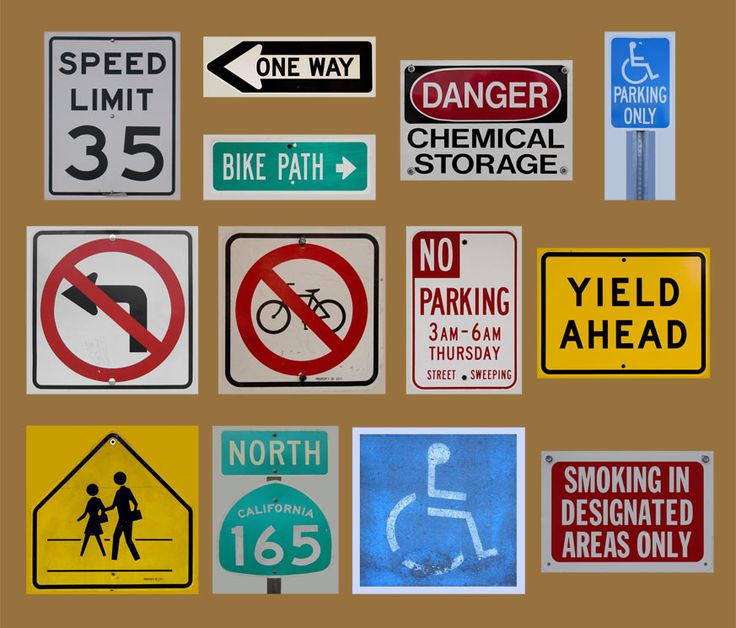 SPEED
LIMIT
35
ONE WAY
BIKE PATH
DANGER
CHEMICAL
STORAGE
PARKING
ONLY
NO
PARKING
3AM-6AM
THURSDAY
STREET SWEEPING
YIELD
AHEAD
NORTH
CALIFORNIA
165
SMOKING IN
DESIGNATED
AREAS ONLY